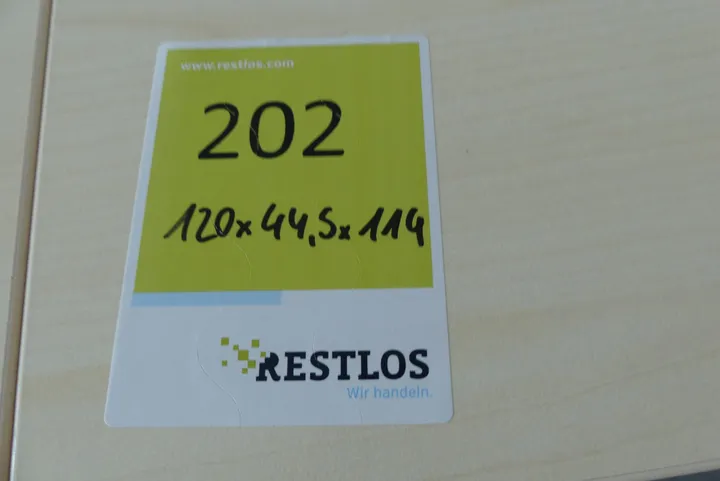 www.restlos.com
202
120x44,5x114
RESTLOS
Wir handeln.